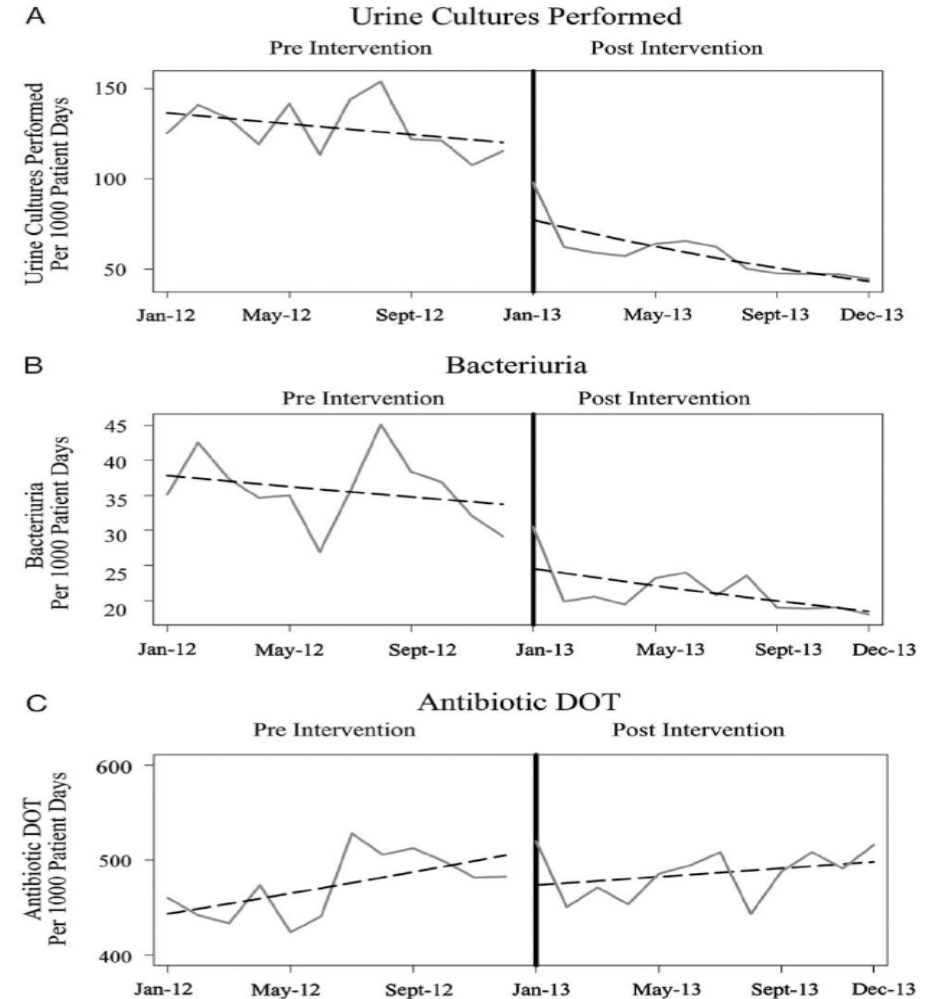 A
Urine Cultures Performed
Pre Intervention
Post Intervention
Urine Cultures Performed
Per 1000 Patient Days
150
100
50
Jan-12
May-12
Sept-12
Jan-13
May-13
Sept-13
Dec-13
B
Bacteriuria
Pre Intervention
Post Intervention
Bacteriuria
Per 1000 Patient Days
45
40
35
30
25
20
Jan-12
May-12
Sept-12
Jan-13
May-13
Sept-13
Dec-13
C
Antibiotic DOT
Pre Intervention
Post Intervention
Antibiotic DOT
Per 1000 Patient Days
600
500
400
Jan-12
May-12
Sept-12
Jan-13
May-13
Sept-13
Dec-13